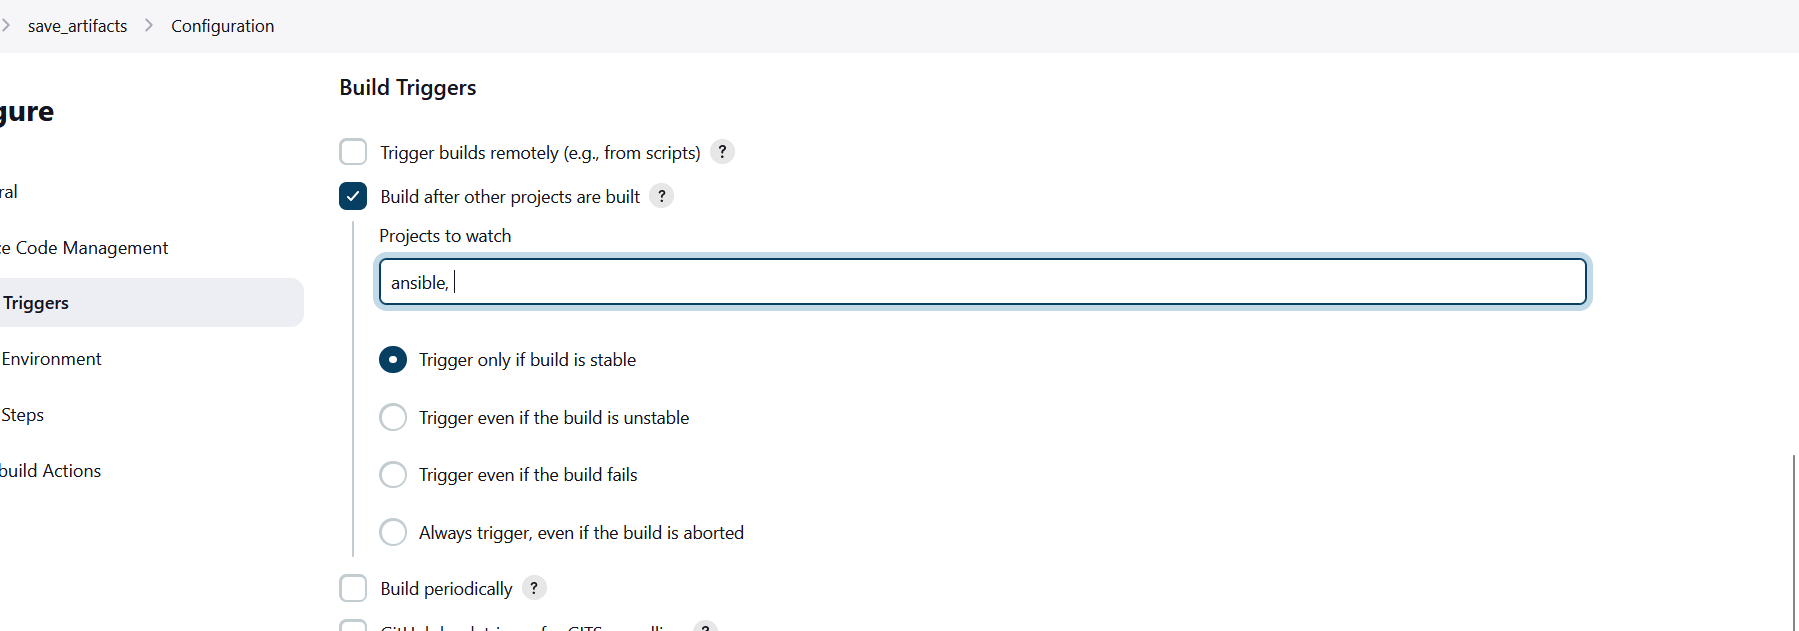 save_artifacts > Configuration
gure
Build Triggers
Trigger builds remotely (e.g., from scripts) ?
ral
Build after other projects are built ?
Projects to watch
e Code Management
ansible,
Triggers
Environment
Trigger only if build is stable
Steps
Trigger even if the build is unstable
build Actions
Trigger even if the build fails
Always trigger, even if the build is aborted
Build periodically ?